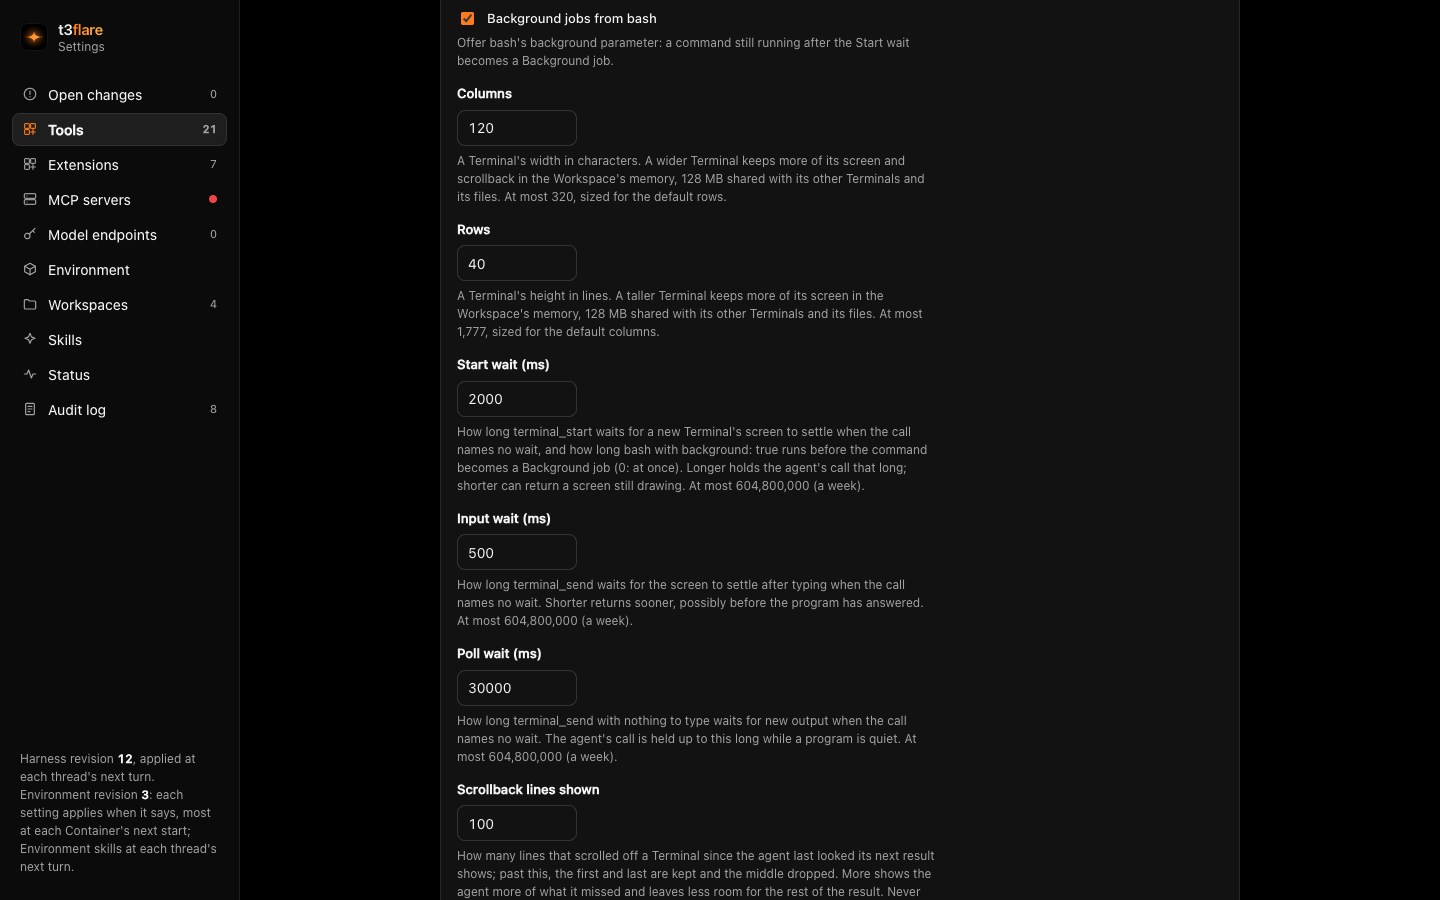 t3flare
Settings
Open changes 0
Tools 21
Extensions 7
MCP servers
Model endpoints 0
Environment
Workspaces 4
Skills
Status
Audit log 8
Harness revision 12, applied at
each thread's next turn.
Environment revision 3: each
setting applies when it says, most
at each Container's next start;
Environment skills at each thread's
next turn.
Background jobs from bash
Offer bash's background parameter: a command still running after the Start wait
becomes a Background job.
Columns
120
A Terminal's width in characters. A wider Terminal keeps more of its screen and
scrollback in the Workspace's memory, 128 MB shared with its other Terminals and
its files. At most 320, sized for the default rows.
Rows
40
A Terminal's height in lines. A taller Terminal keeps more of its screen in the
Workspace's memory, 128 MB shared with its other Terminals and its files. At most
1,777, sized for the default columns.
Start wait (ms)
2000
How long terminal_start waits for a new Terminal's screen to settle when the call
names no wait, and how long bash with background: true runs before the command
becomes a Background job (0: at once). Longer holds the agent's call that long;
shorter can return a screen still drawing. At most 604,800,000 (a week).
Input wait (ms)
500
How long terminal_send waits for the screen to settle after typing when the call
names no wait. Shorter returns sooner, possibly before the program has answered.
At most 604,800,000 (a week).
Poll wait (ms)
30000
How long terminal_send with nothing to type waits for new output when the call
names no wait. The agent's call is held up to this long while a program is quiet. At
most 604,800,000 (a week).
Scrollback lines shown
100
How many lines that scrolled off a Terminal since the agent last looked its next result
shows; past this, the first and last are kept and the middle dropped. More shows the
agent more of what it missed and leaves less room for the rest of the result. Never